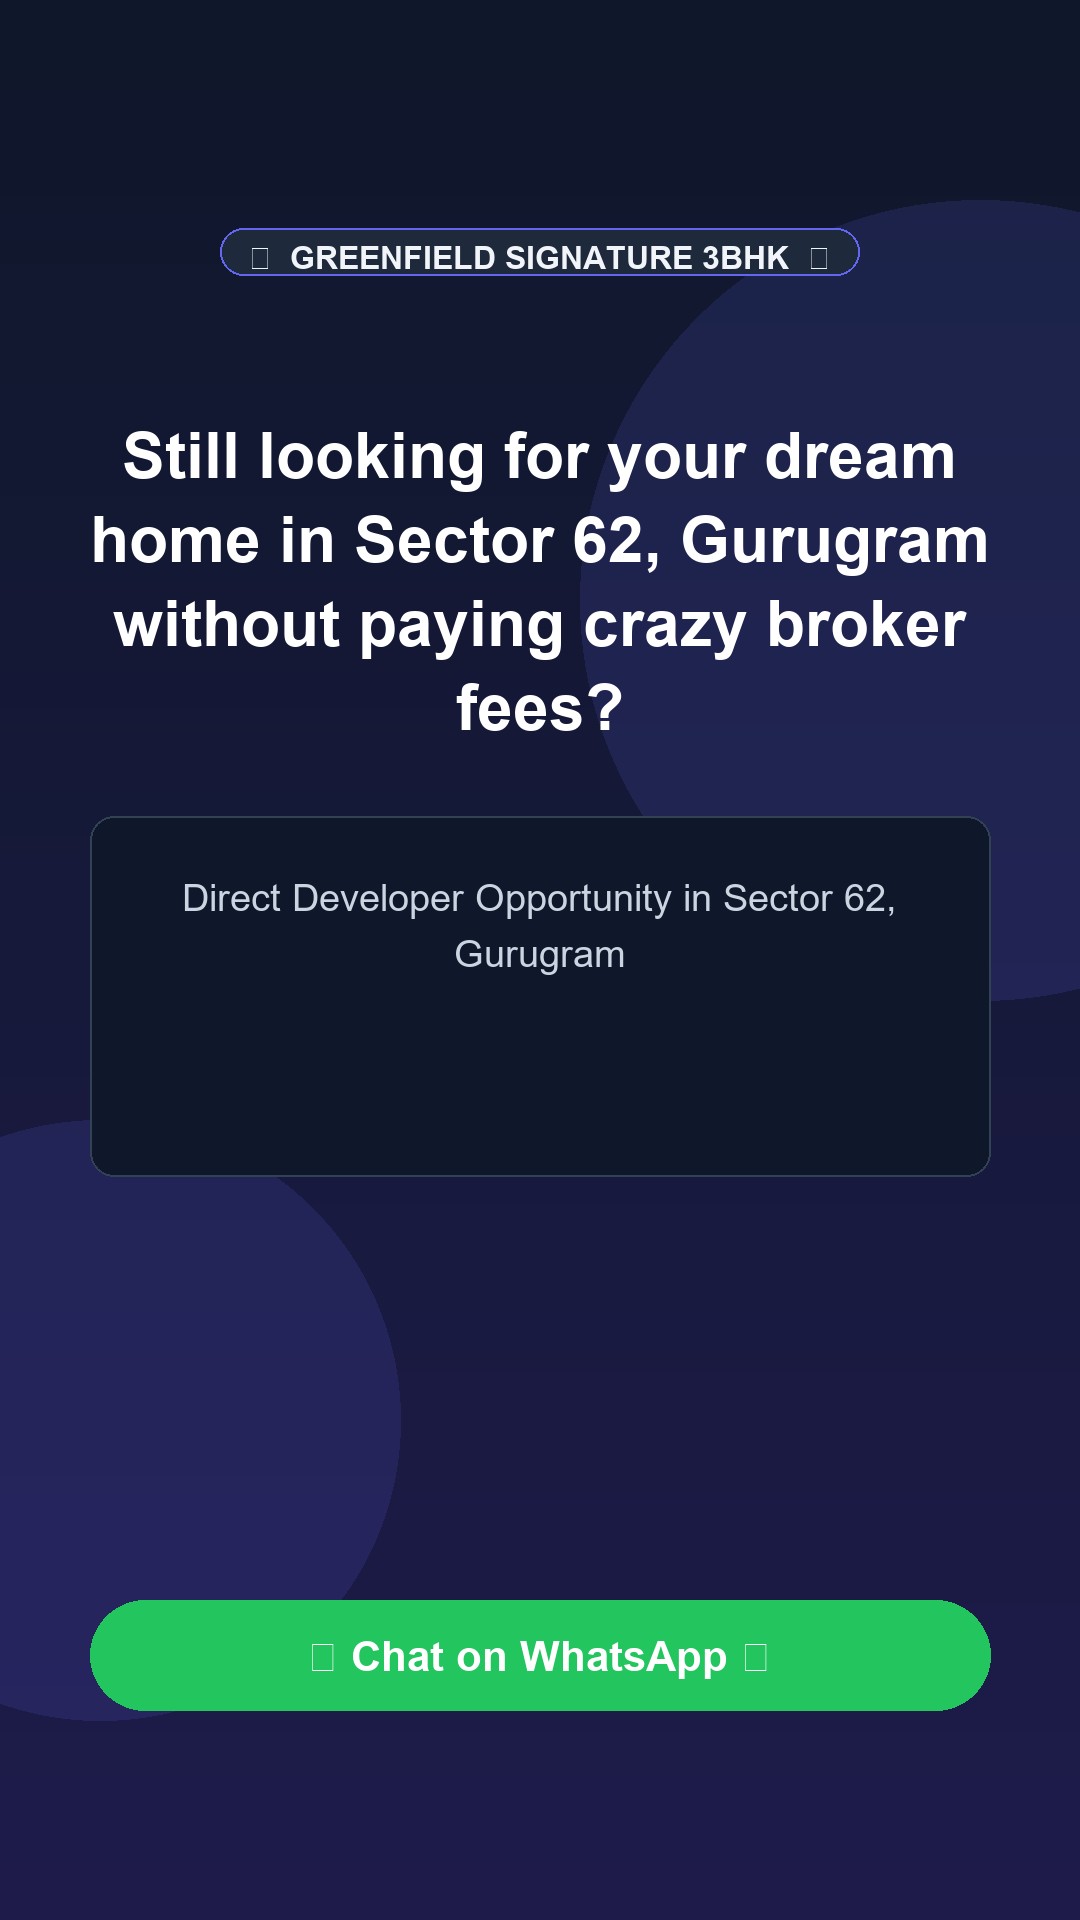 GREENFIELD SIGNATURE 3BHK
Still looking for your dream
home in Sector 62, Gurugram
without paying crazy broker
fees?
Direct Developer Opportunity in Sector 62,
Gurugram
Chat on WhatsApp